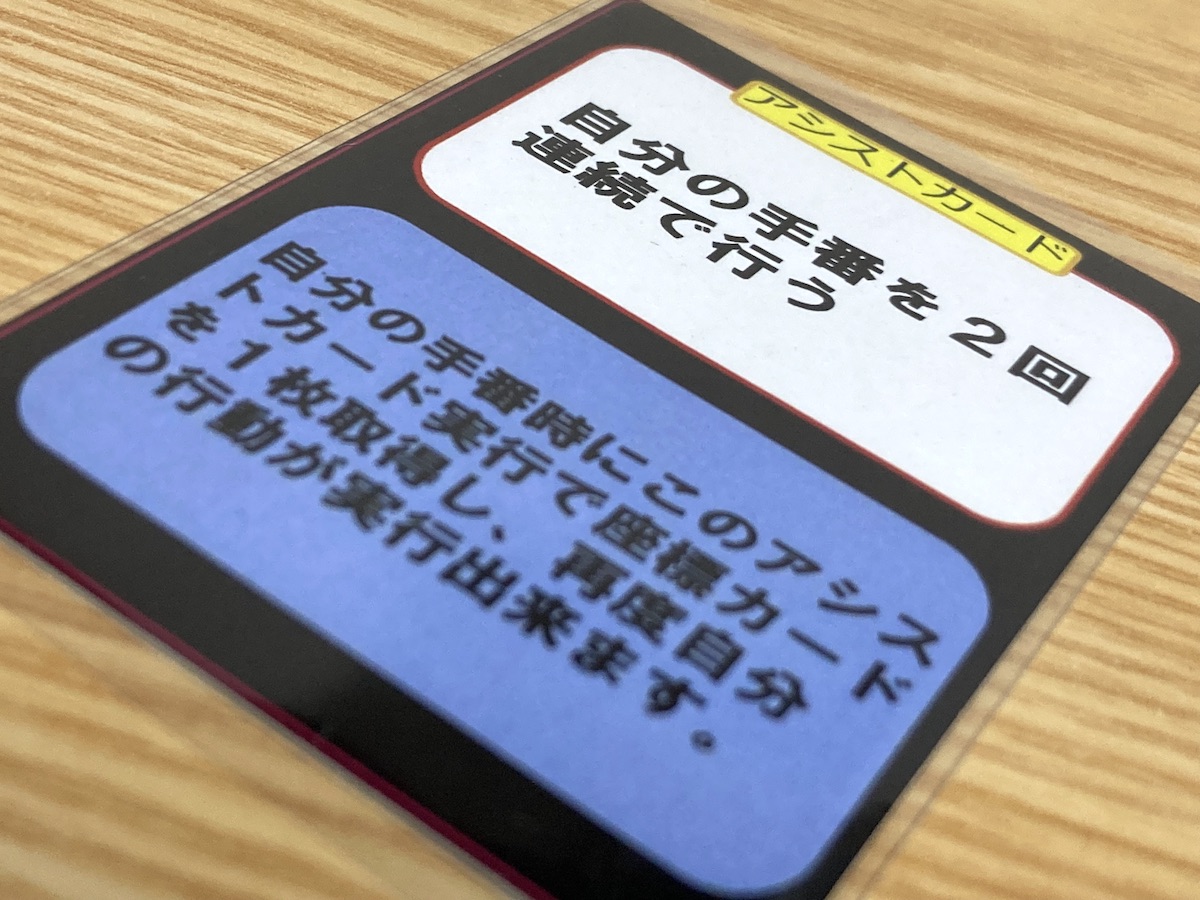 アシストカード
自分の手番を2回
連続で行う
自分の手番時にこのアシス
トカード実行で座標カード
を1枚取得し、再度自分
の行動が実行出来ます。